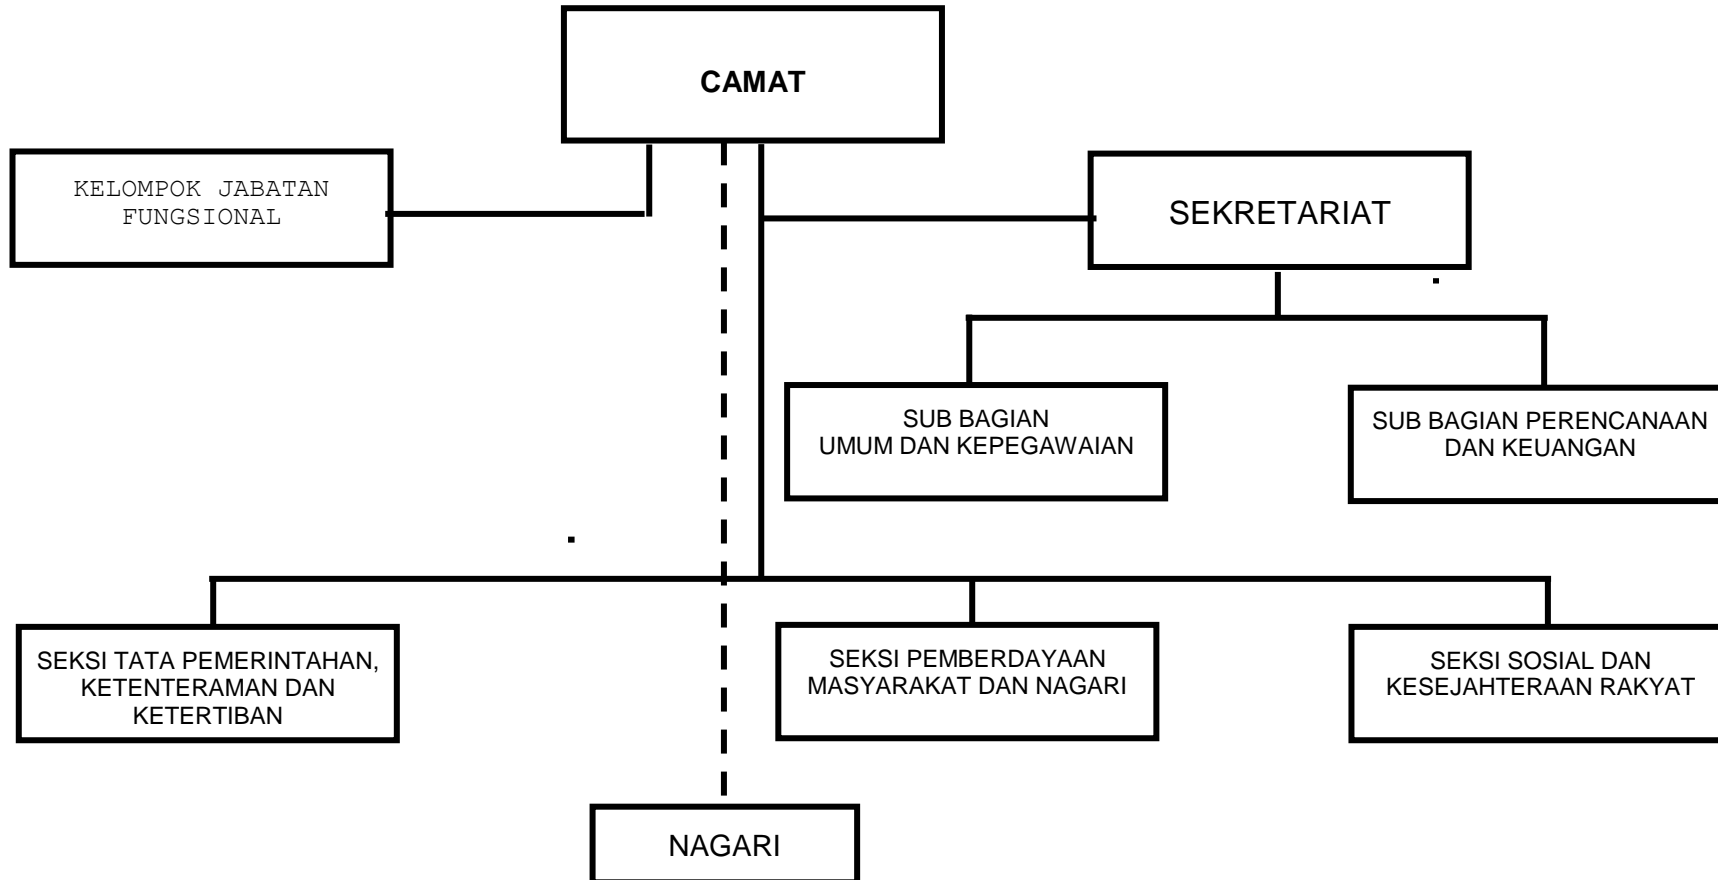 CAMAT
KELOMPOK JABATAN
FUNGSIONAL
SEKRETARIAT
SUB BAGIAN
UMUM DAN KEPEGAWAIAN
SUB BAGIAN PERENCANAAN
DAN KEUANGAN
SEKSI TATA PEMERINTAHAN,
KETENTERAMAN DAN
KETERTIBAN
SEKSI PEMBERDAYAAN
MASYARAKAT DAN NAGARI
SEKSI SOSIAL DAN
KESEJAHTERAAN RAKYAT
NAGARI